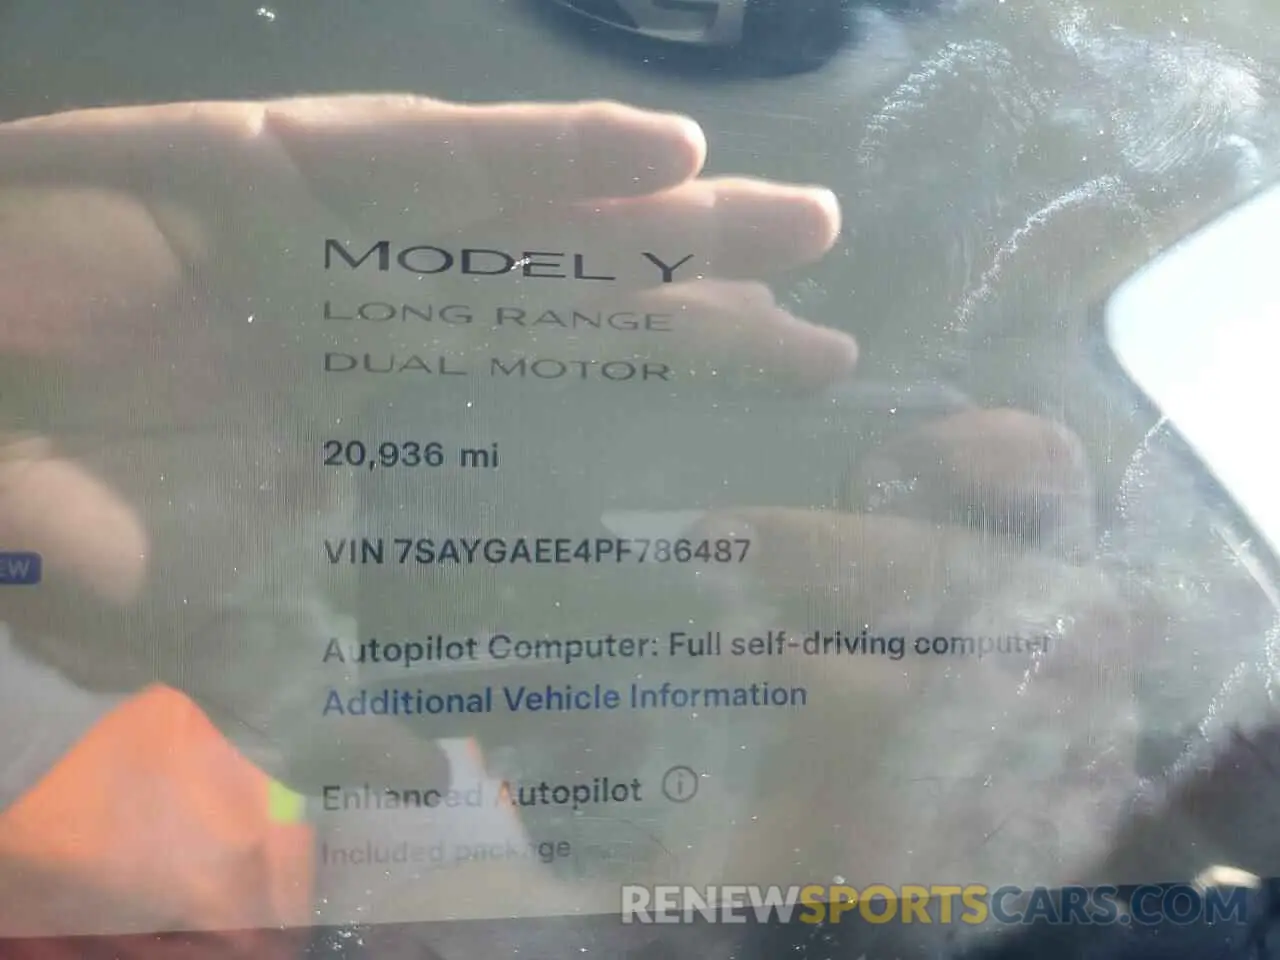 MODEL Y
LONG RANGE
DUAL MOTOR
20,936 mi
VIN 7SAYGAEE4PF786487
EW
Autopilot Computer: Full self-driving computer
Additional Vehicle Information
Enhanced Autopilot
Included package
RENEWSPORTSCARS.COM